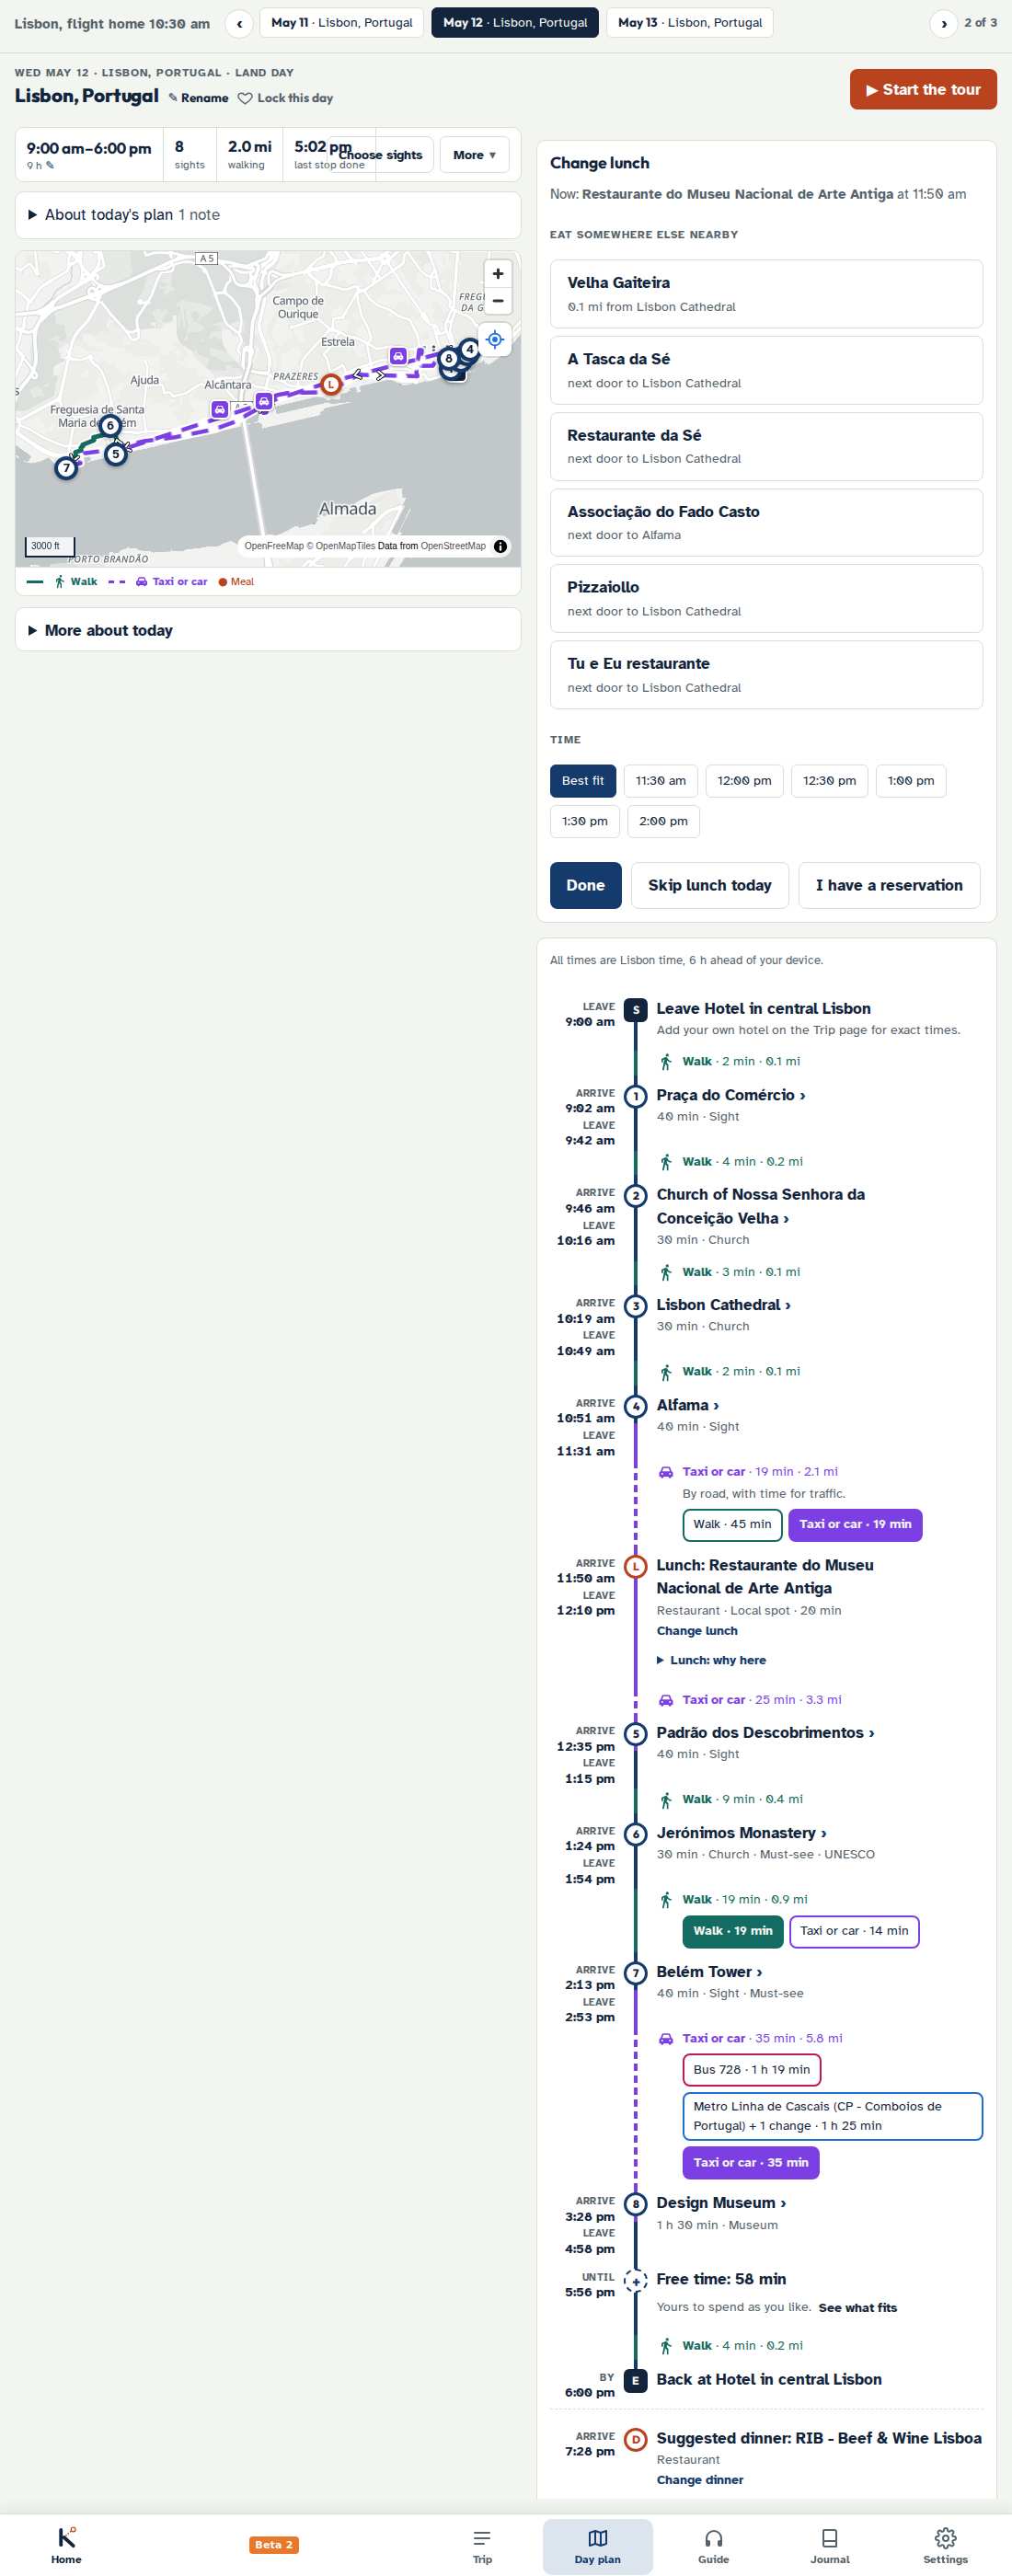 Lisbon, flight home 10:30 am
‹
May 11 · Lisbon, Portugal
May 12 · Lisbon, Portugal
May 13 · Lisbon, Portugal
›
2 of 3
WED MAY 12 · LISBON, PORTUGAL · LAND DAY
Lisbon, Portugal
✎ Rename
Lock this day
▶ Start the tour
9:00 am–6:00 pm
9 h ✎
8
sights
2.0 mi
walking
5:02 pm
last stop done
Choose sights
More ▾
▶ About today's plan 1 note
A 5
Campo de
Ourique
Estrela
PRAZERES
Ajuda
Alcântara
Freguesia de Santa
Almada
3000 ft
PORTO BRANDÃO
+
−
4
8
L
6
5
7
OpenFreeMap © OpenMapTiles Data from OpenStreetMap
Walk
Taxi or car
Meal
▶ More about today
Change lunch
Now: Restaurante do Museu Nacional de Arte Antiga at 11:50 am
EAT SOMEWHERE ELSE NEARBY
Velha Gaiteira
0.1 mi from Lisbon Cathedral
A Tasca da Sé
next door to Lisbon Cathedral
Restaurante da Sé
next door to Lisbon Cathedral
Associação do Fado Casto
next door to Alfama
Pizzaiollo
next door to Lisbon Cathedral
Tu e Eu restaurante
next door to Lisbon Cathedral
TIME
Best fit
11:30 am
12:00 pm
12:30 pm
1:00 pm
1:30 pm
2:00 pm
Done
Skip lunch today
I have a reservation
All times are Lisbon time, 6 h ahead of your device.
LEAVE
9:00 am
S
Leave Hotel in central Lisbon
Add your own hotel on the Trip page for exact times.
Walk · 2 min · 0.1 mi
ARRIVE
9:02 am
LEAVE
9:42 am
1
Praça do Comércio ›
40 min · Sight
Walk · 4 min · 0.2 mi
ARRIVE
9:46 am
LEAVE
10:16 am
2
Church of Nossa Senhora da
Conceição Velha ›
30 min · Church
Walk · 3 min · 0.1 mi
ARRIVE
10:19 am
LEAVE
10:49 am
3
Lisbon Cathedral ›
30 min · Church
Walk · 2 min · 0.1 mi
ARRIVE
10:51 am
LEAVE
11:31 am
4
Alfama ›
40 min · Sight
Taxi or car · 19 min · 2.1 mi
By road, with time for traffic.
Walk · 45 min
Taxi or car · 19 min
ARRIVE
11:50 am
LEAVE
12:10 pm
L
Lunch: Restaurante do Museu
Nacional de Arte Antiga
Restaurant · Local spot · 20 min
Change lunch
▶ Lunch: why here
Taxi or car · 25 min · 3.3 mi
ARRIVE
12:35 pm
LEAVE
1:15 pm
5
Padrão dos Descobrimentos ›
40 min · Sight
Walk · 9 min · 0.4 mi
ARRIVE
1:24 pm
LEAVE
1:54 pm
6
Jerónimos Monastery ›
30 min · Church · Must-see · UNESCO
Walk · 19 min · 0.9 mi
Walk · 19 min
Taxi or car · 14 min
ARRIVE
2:13 pm
LEAVE
2:53 pm
7
Belém Tower ›
40 min · Sight · Must-see
Taxi or car · 35 min · 5.8 mi
Bus 728 · 1 h 19 min
Metro Linha de Cascais (CP - Comboios de
Portugal) + 1 change · 1 h 25 min
Taxi or car · 35 min
ARRIVE
3:28 pm
LEAVE
4:58 pm
8
Design Museum ›
1 h 30 min · Museum
UNTIL
5:56 pm
+
Free time: 58 min
Yours to spend as you like. See what fits
Walk · 4 min · 0.2 mi
BY
6:00 pm
E
Back at Hotel in central Lisbon
ARRIVE
7:28 pm
D
Suggested dinner: RIB - Beef & Wine Lisboa
Restaurant
Change dinner
Home
Beta 2
Trip
Day plan
Guide
Journal
Settings